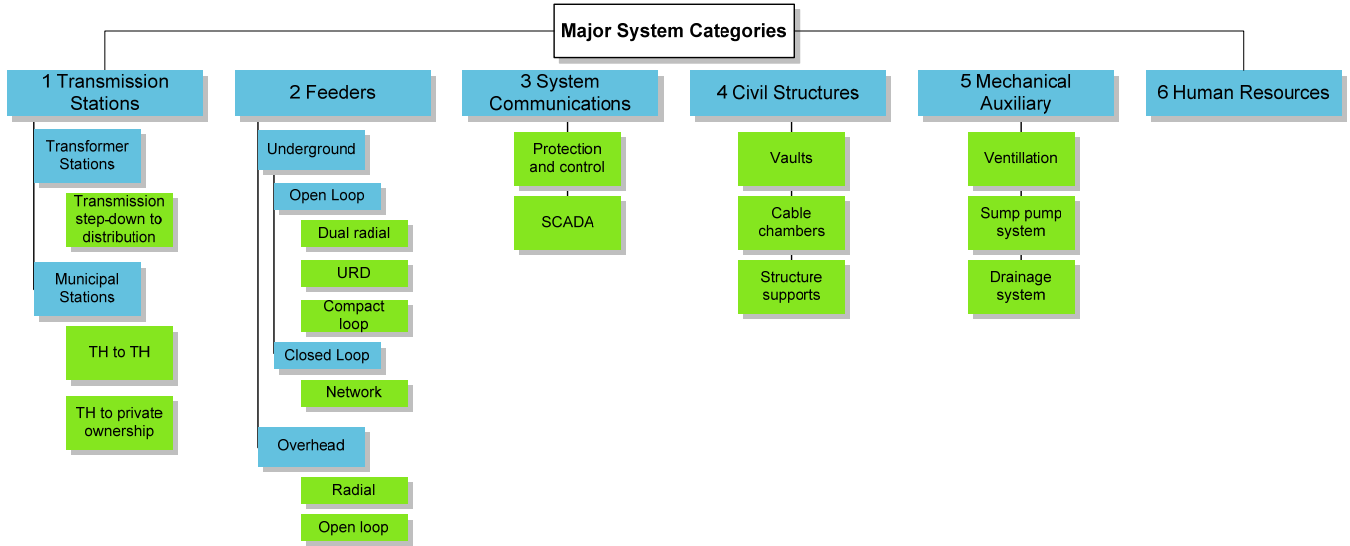 Major System Categories
1 Transmission
Stations
Transformer
Stations
Transmission
step-down to
distribution
Municipal
Stations
TH to TH
TH to private
ownership
2 Feeders
Underground
Open Loop
Dual radial
URD
Compact
loop
Closed Loop
Network
Overhead
Radial
Open loop
3 System
Communications
Protection
and control
SCADA
4 Civil Structures
Vaults
Cable
chambers
Structure
supports
5 Mechanical
Auxiliary
Ventillation
Sump pump
system
Drainage
system
6 Human Resources